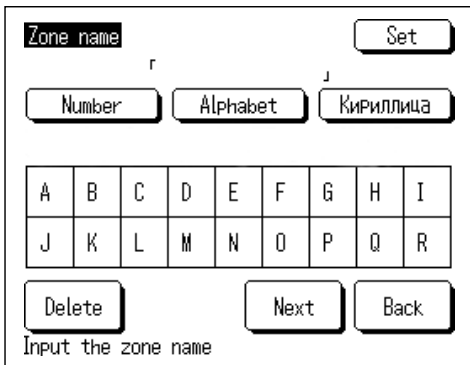 Zone name Set
「 」
Number Alphabet Кириллица
A B C D E F G H I
J K L M N O P Q R
Delete Next Back
Input the zone name